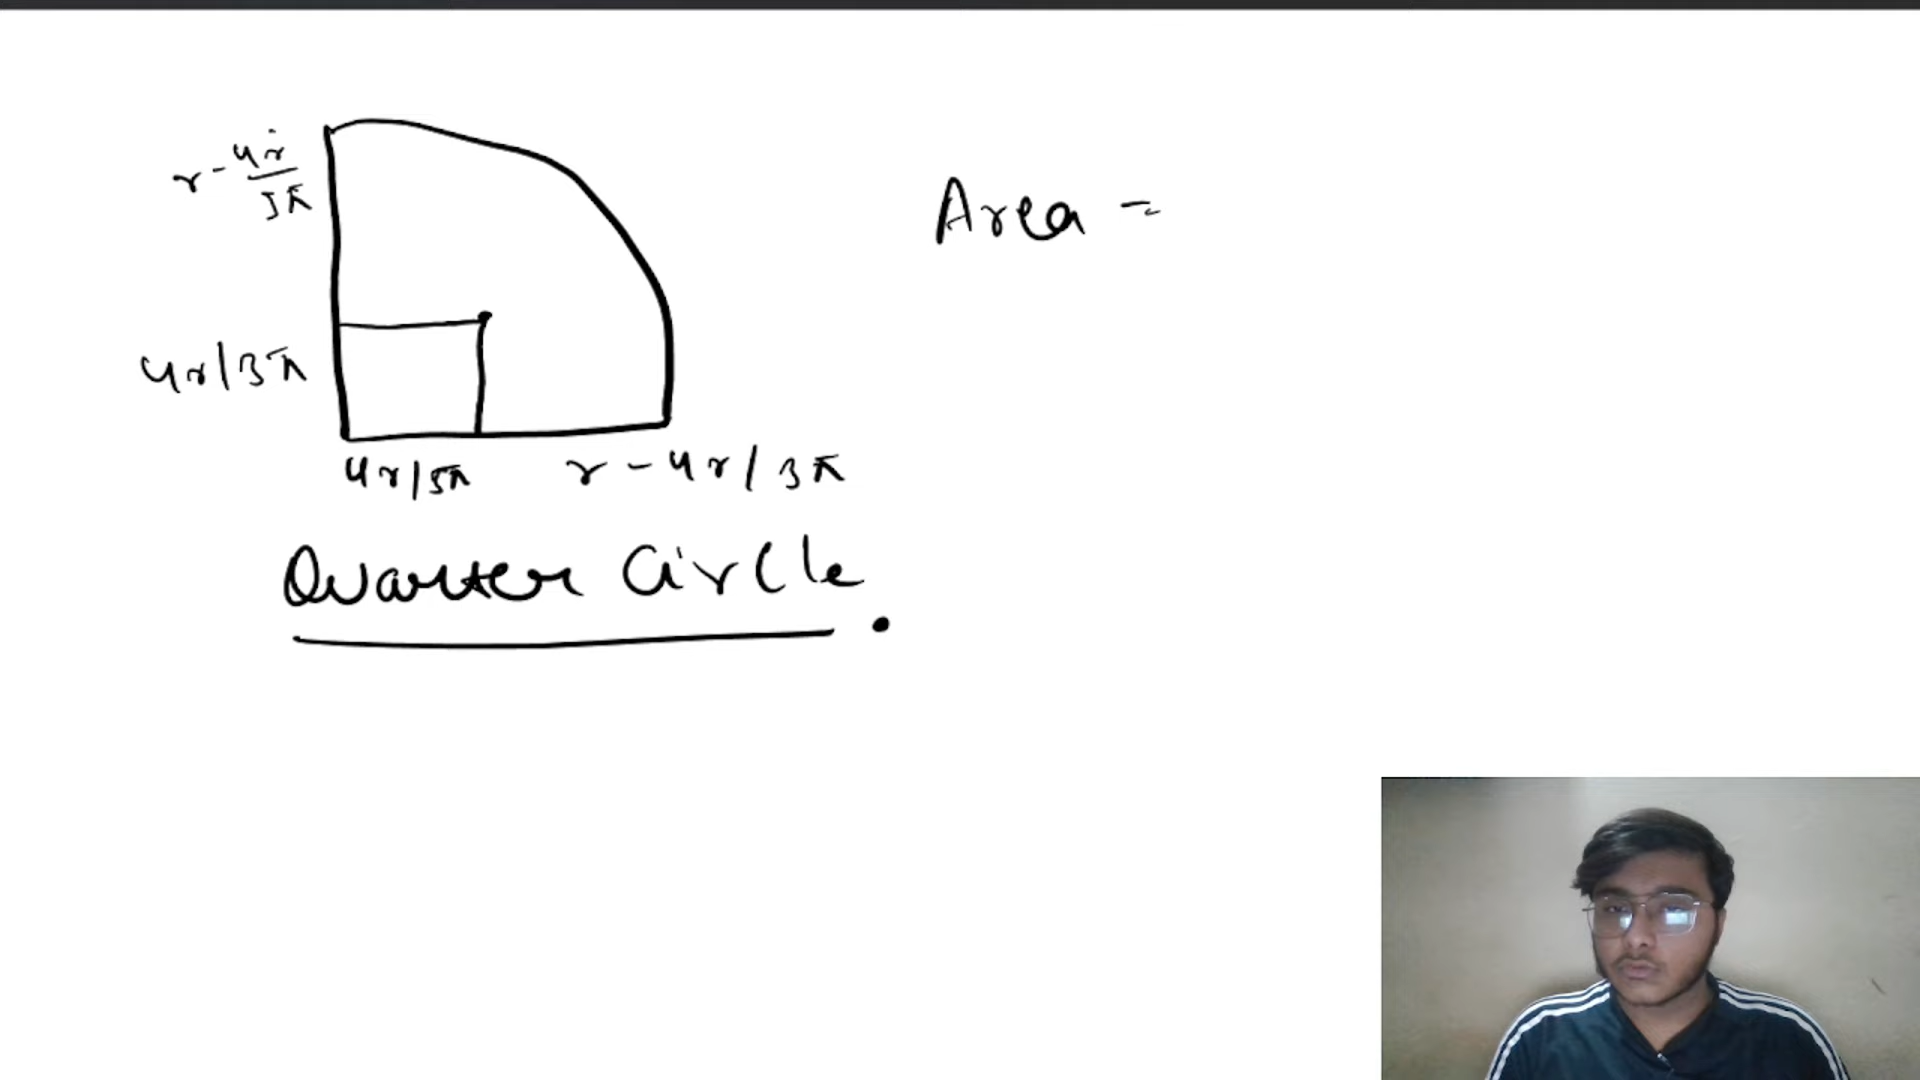 r - 4r/3π
Area =
4r/3π
4r/3π r - 4r/3π
Quarter Circle.